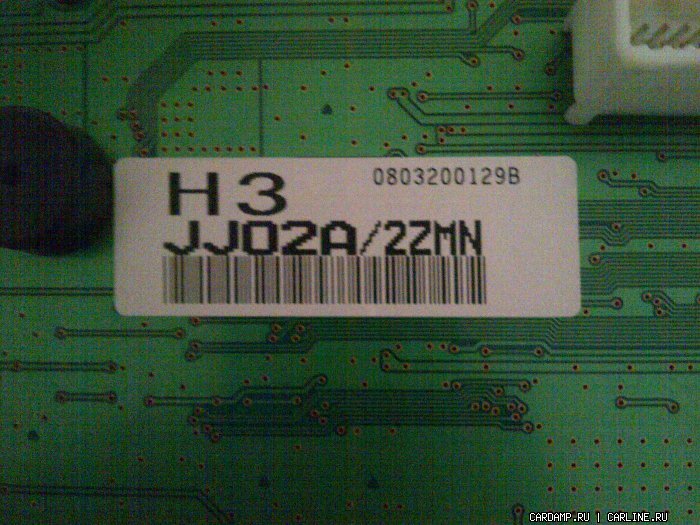 H3 0803200129B
JJ02A/2ZMN
CARDAMP.RU | CARLINE.RU